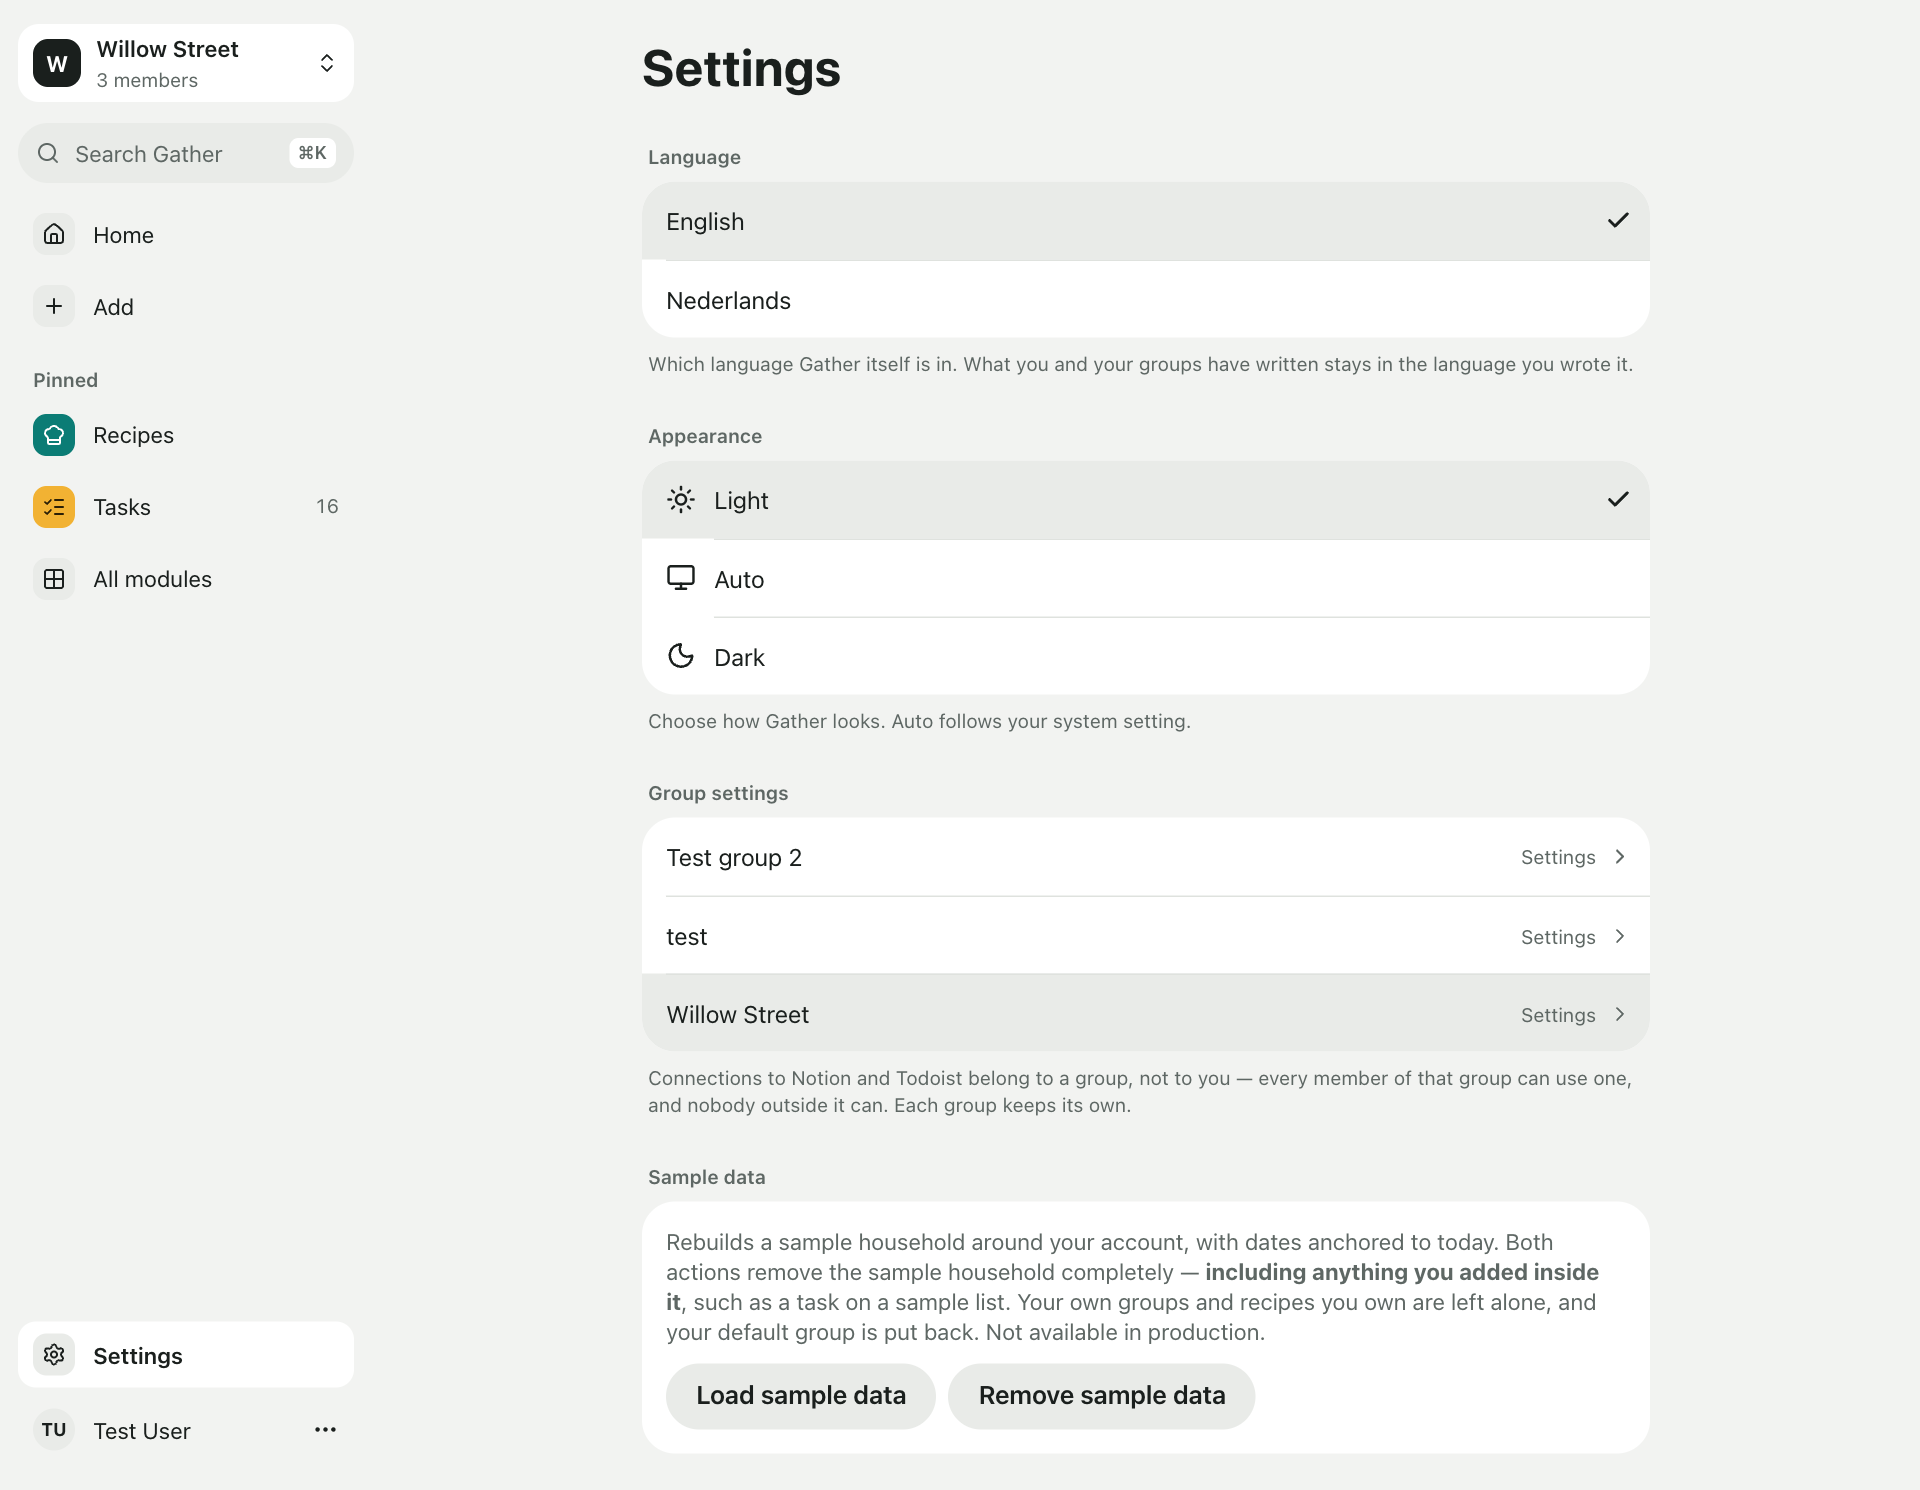 W
Willow Street
3 members
Search Gather ⌘K
Home
Add
Pinned
Recipes
Tasks 16
All modules
Settings
TU Test User
Settings
Language
English
Nederlands
Which language Gather itself is in. What you and your groups have written stays in the language you wrote it.
Appearance
Light
Auto
Dark
Choose how Gather looks. Auto follows your system setting.
Group settings
Test group 2 Settings
test Settings
Willow Street Settings
Connections to Notion and Todoist belong to a group, not to you — every member of that group can use one,
and nobody outside it can. Each group keeps its own.
Sample data
Rebuilds a sample household around your account, with dates anchored to today. Both
actions remove the sample household completely — including anything you added inside
it, such as a task on a sample list. Your own groups and recipes you own are left alone, and
your default group is put back. Not available in production.
Load sample data Remove sample data